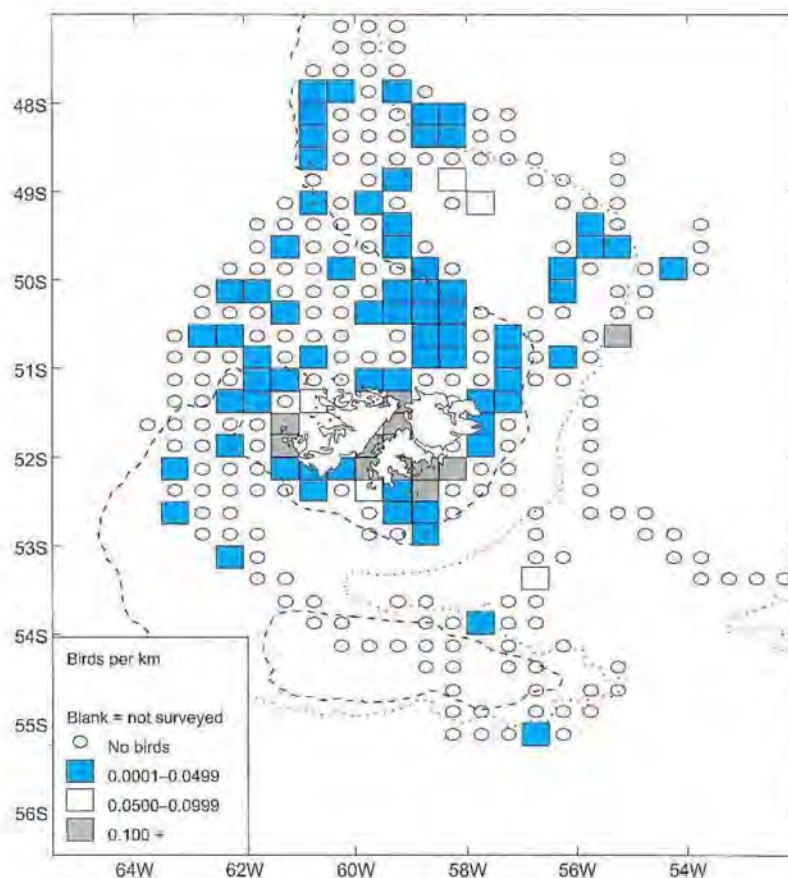 48S
49S
50S
51S
52S
53S
54S
55S
56S
Birds per km
Blank = not surveyed
No birds
0.0001–0.0499
0.0500–0.0999
0.100 +
64W 62W 60W 58W 56W 54W